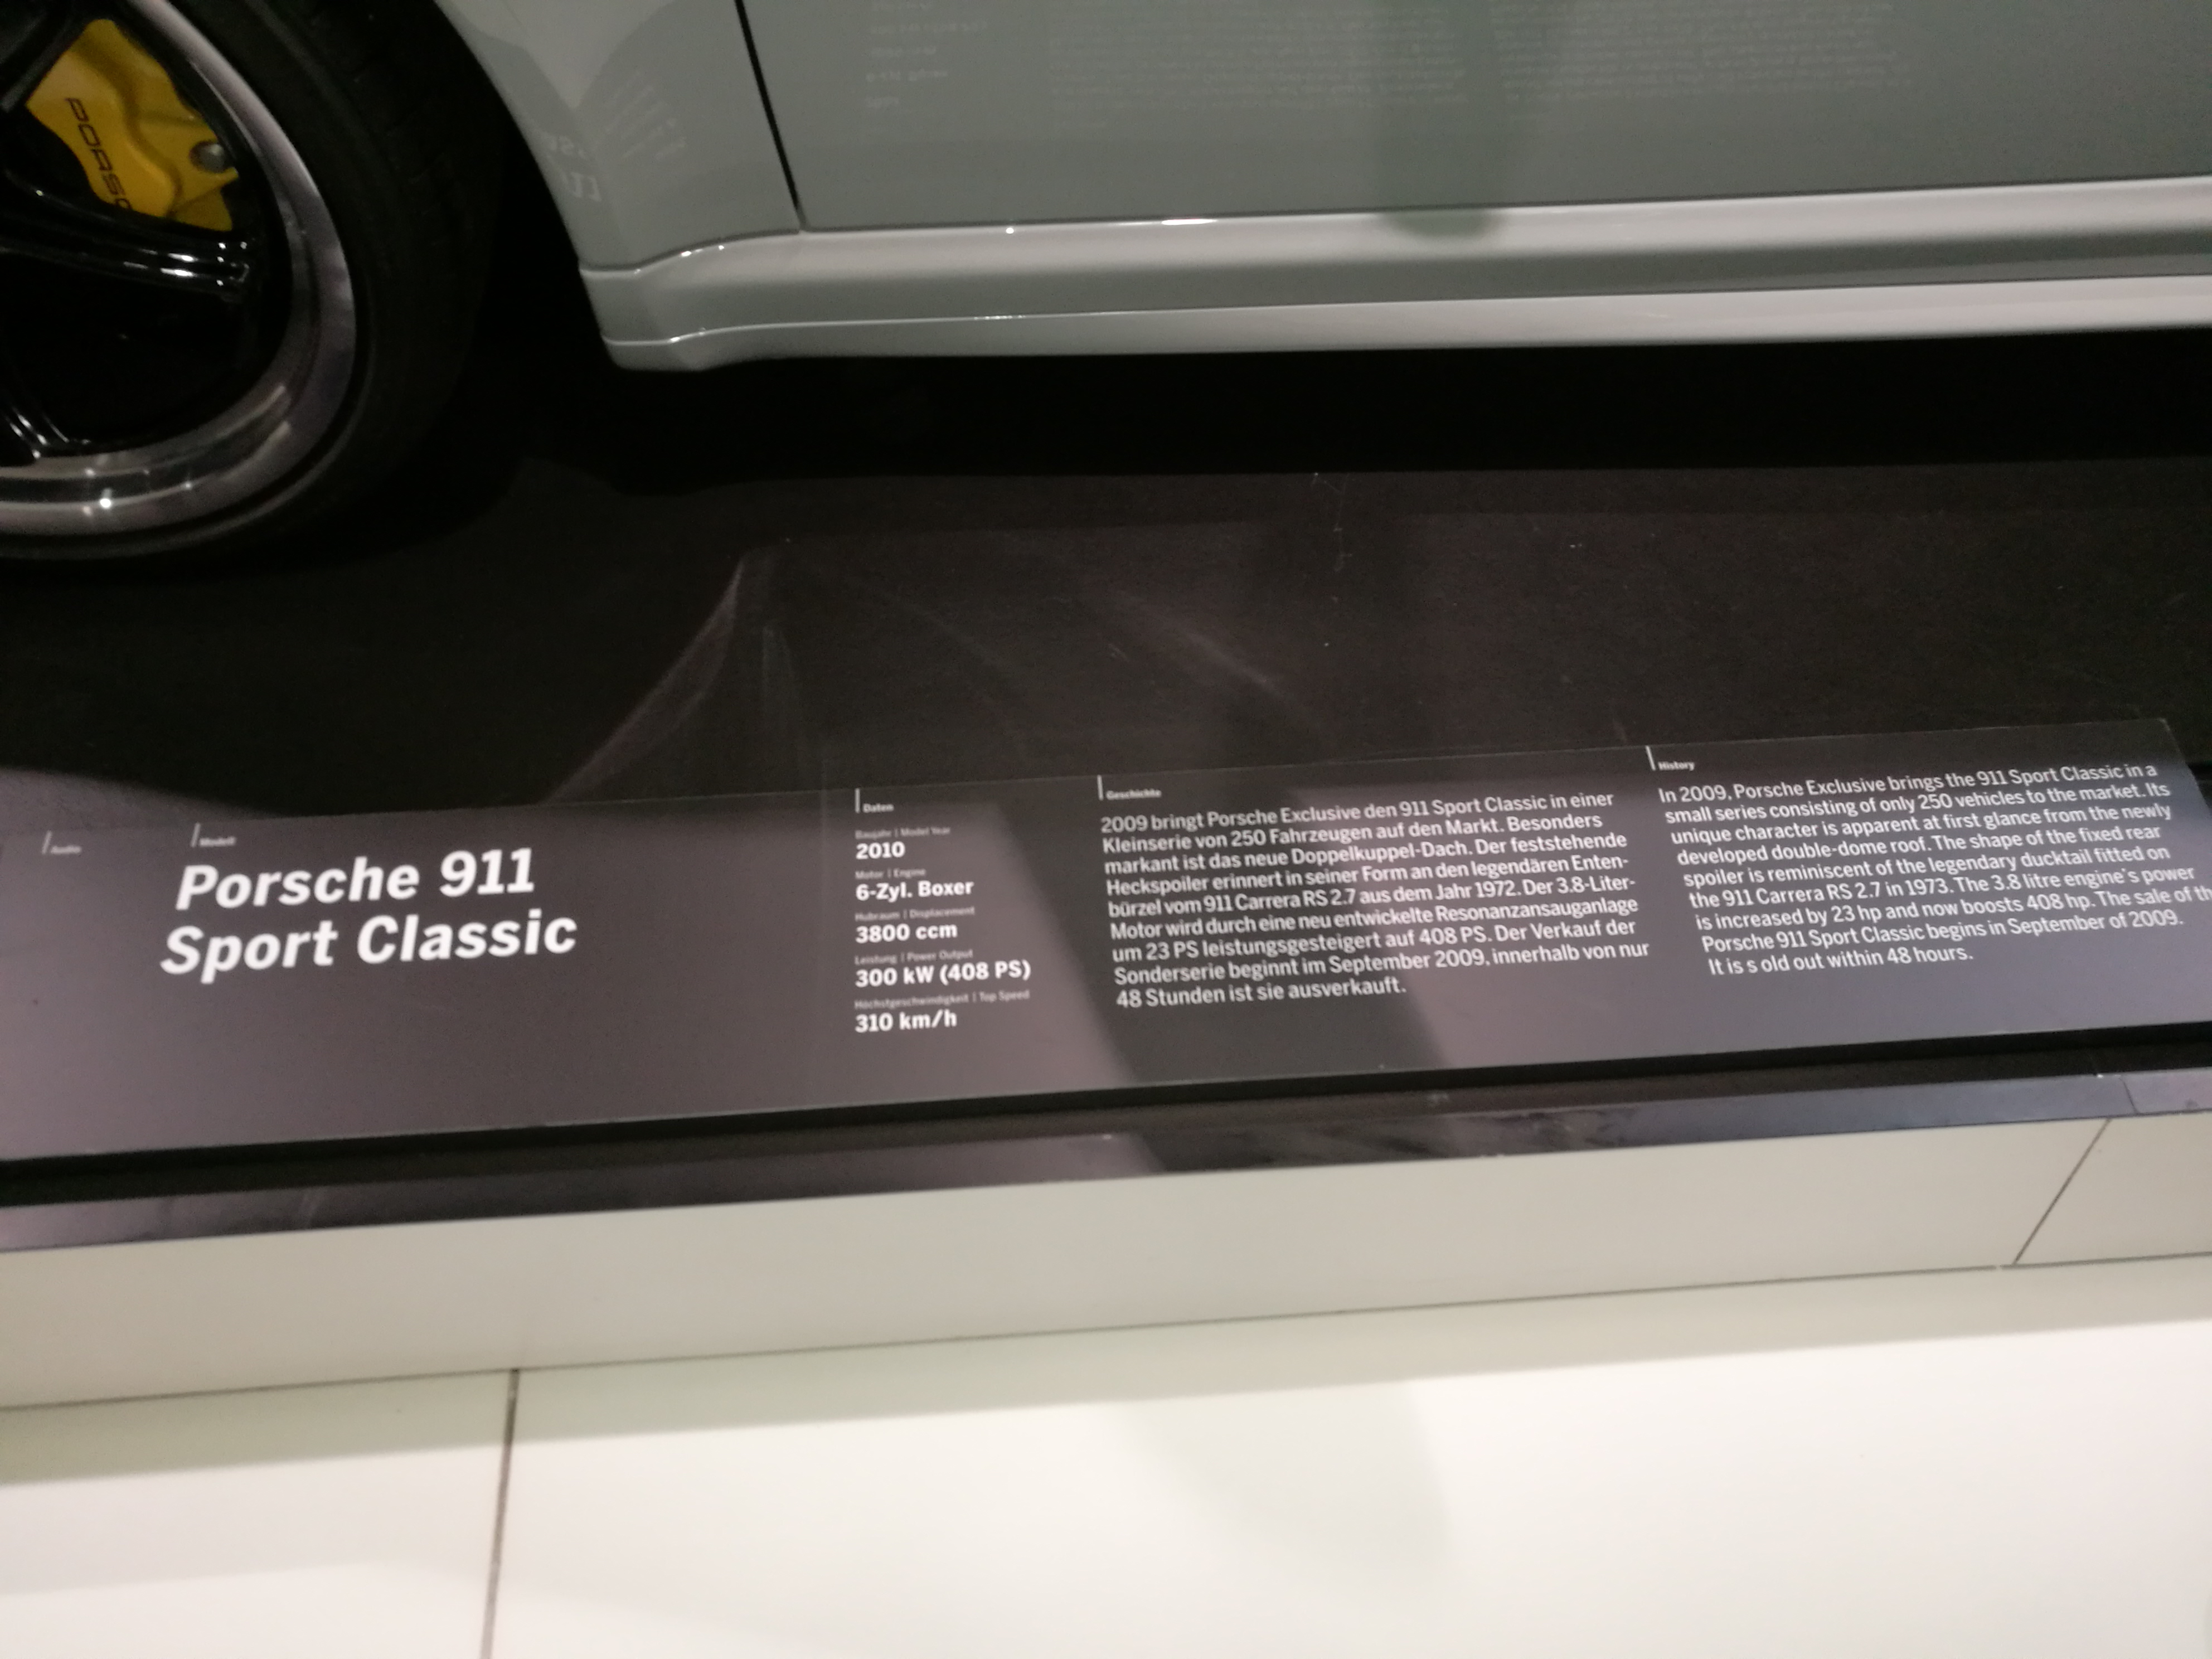 PORSC
Audio
Modell
Porsche 911
Sport Classic
Daten
Baujahr | Model Year
2010
Motor | Engine
6-Zyl. Boxer
Hubraum | Displacement
3800 ccm
Leistung | Power Output
300 kW (408 PS)
Höchstgeschwindigkeit | Top Speed
310 km/h
Geschichte
2009 bringt Porsche Exclusive den 911 Sport Classic in einer
Kleinserie von 250 Fahrzeugen auf den Markt. Besonders
markant ist das neue Doppelkuppel-Dach. Der feststehende
Heckspoiler erinnert in seiner Form an den legendären Enten-
bürzel vom 911 Carrera RS 2.7 aus dem Jahr 1972. Der 3.8-Liter-
Motor wird durch eine neu entwickelte Resonanzansauganlage
um 23 PS leistungsgesteigert auf 408 PS. Der Verkauf der
Sonderserie beginnt im September 2009, innerhalb von nur
48 Stunden ist sie ausverkauft.
History
In 2009, Porsche Exclusive brings the 911 Sport Classic in a
small series consisting of only 250 vehicles to the market. Its
unique character is apparent at first glance from the newly
developed double-dome roof. The shape of the fixed rear
spoiler is reminiscent of the legendary ducktail fitted on
the 911 Carrera RS 2.7 in 1973. The 3.8 litre engine's power
is increased by 23 hp and now boosts 408 hp. The sale of th
Porsche 911 Sport Classic begins in September of 2009.
It is s old out within 48 hours.